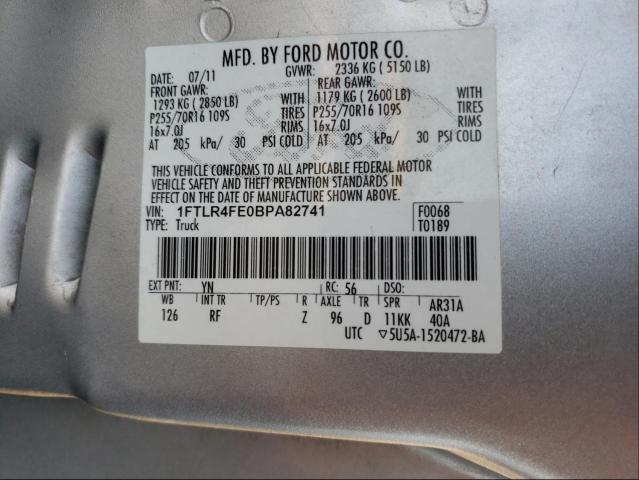 MFD. BY FORD MOTOR CO.
DATE: 07/11 GVWR: 2336 KG ( 5150 LB)
FRONT GAWR: REAR GAWR:
1293 KG ( 2850 LB) WITH 1179 KG ( 2600 LB) WITH
P255/70R16 109S TIRES P255/70R16 109S TIRES
16x7.0J RIMS 16x7.0J RIMS
AT 205 kPa/ 30 PSI COLD AT 205 kPa/ 30 PSI COLD
THIS VEHICLE CONFORMS TO ALL APPLICABLE FEDERAL MOTOR
VEHICLE SAFETY AND THEFT PREVENTION STANDARDS IN
EFFECT ON THE DATE OF MANUFACTURE SHOWN ABOVE.
VIN: 1FTLR4FE0BPA82741 F0068
TYPE: Truck T0189
EXT PNT: YN RC: 56 DSO:
WB INT TR TP/PS R AXLE TR SPR AR31A
126 RF Z 96 D 11KK 40A
UTC ▽5U5A-1520472-BA